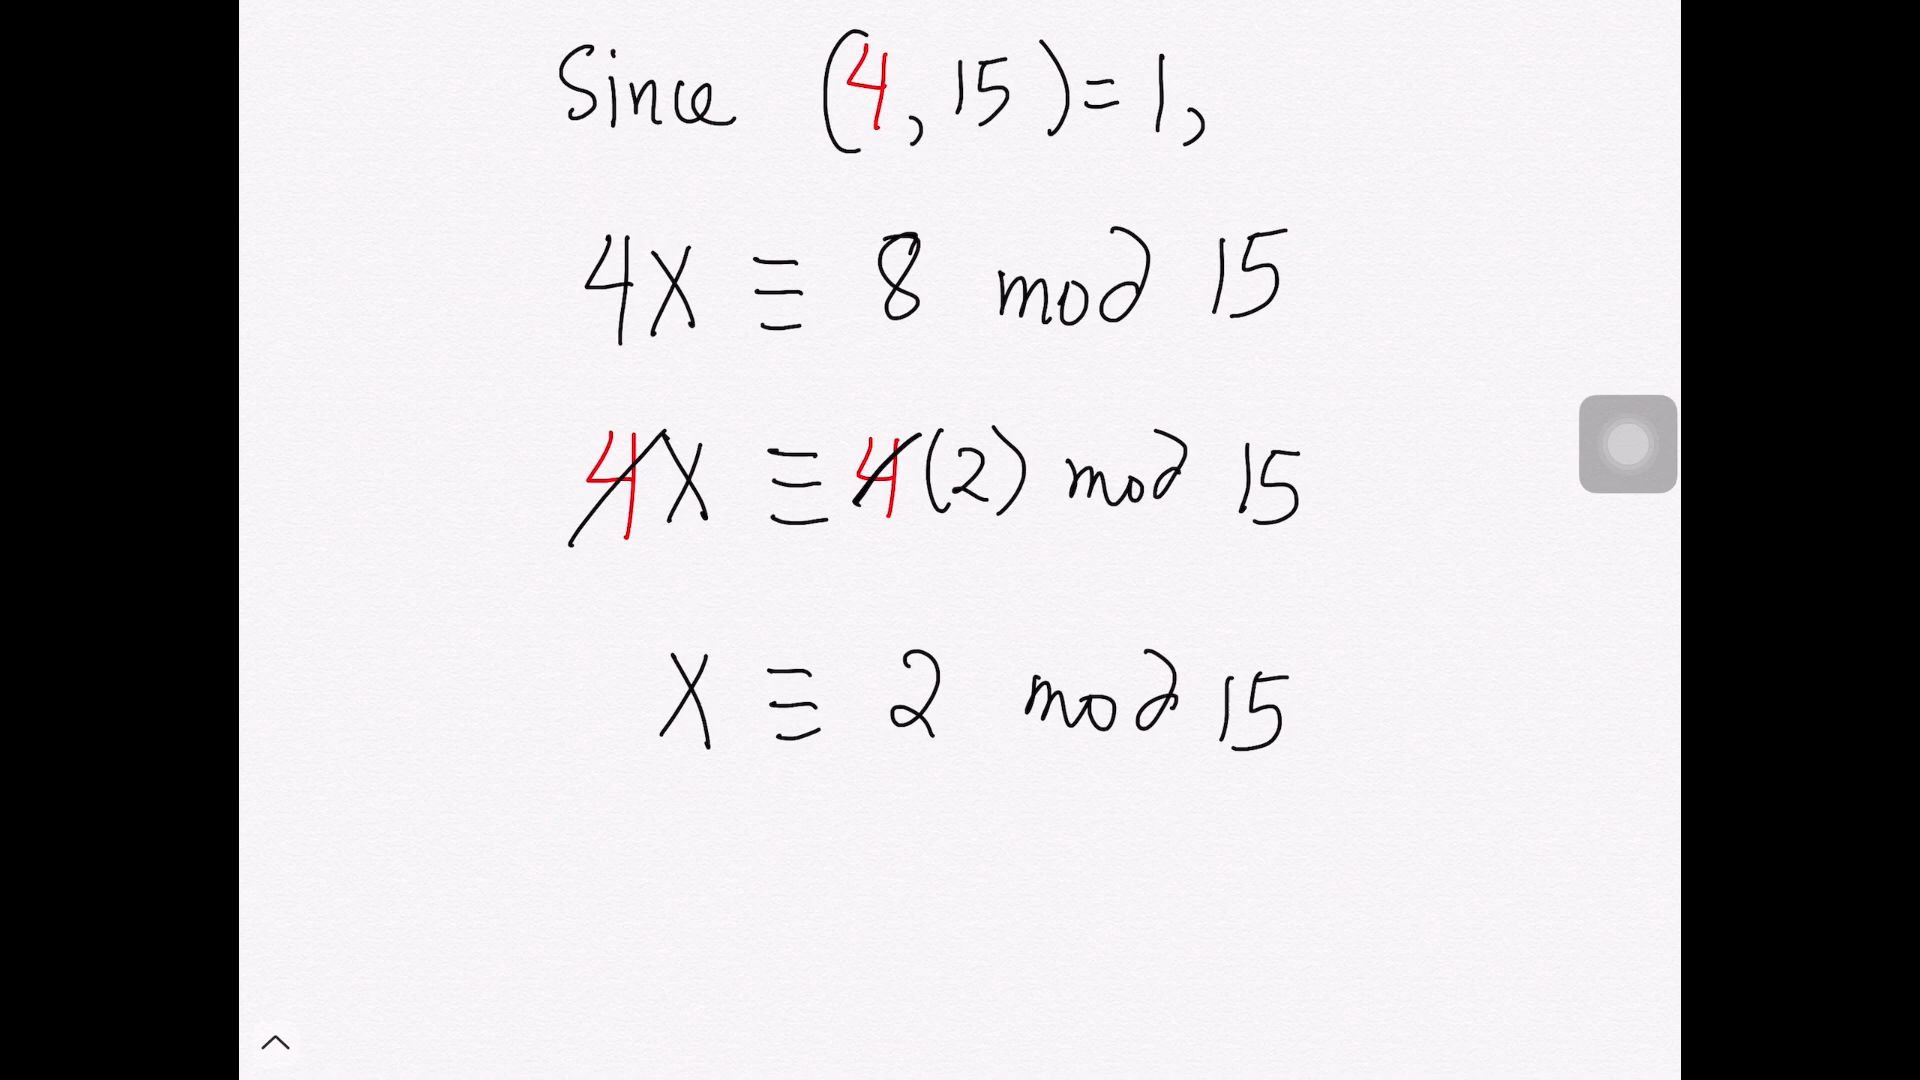 Since (4, 15) = 1,
4x ≡ 8 mod 15
4x ≡ 4(2) mod 15
x ≡ 2 mod 15